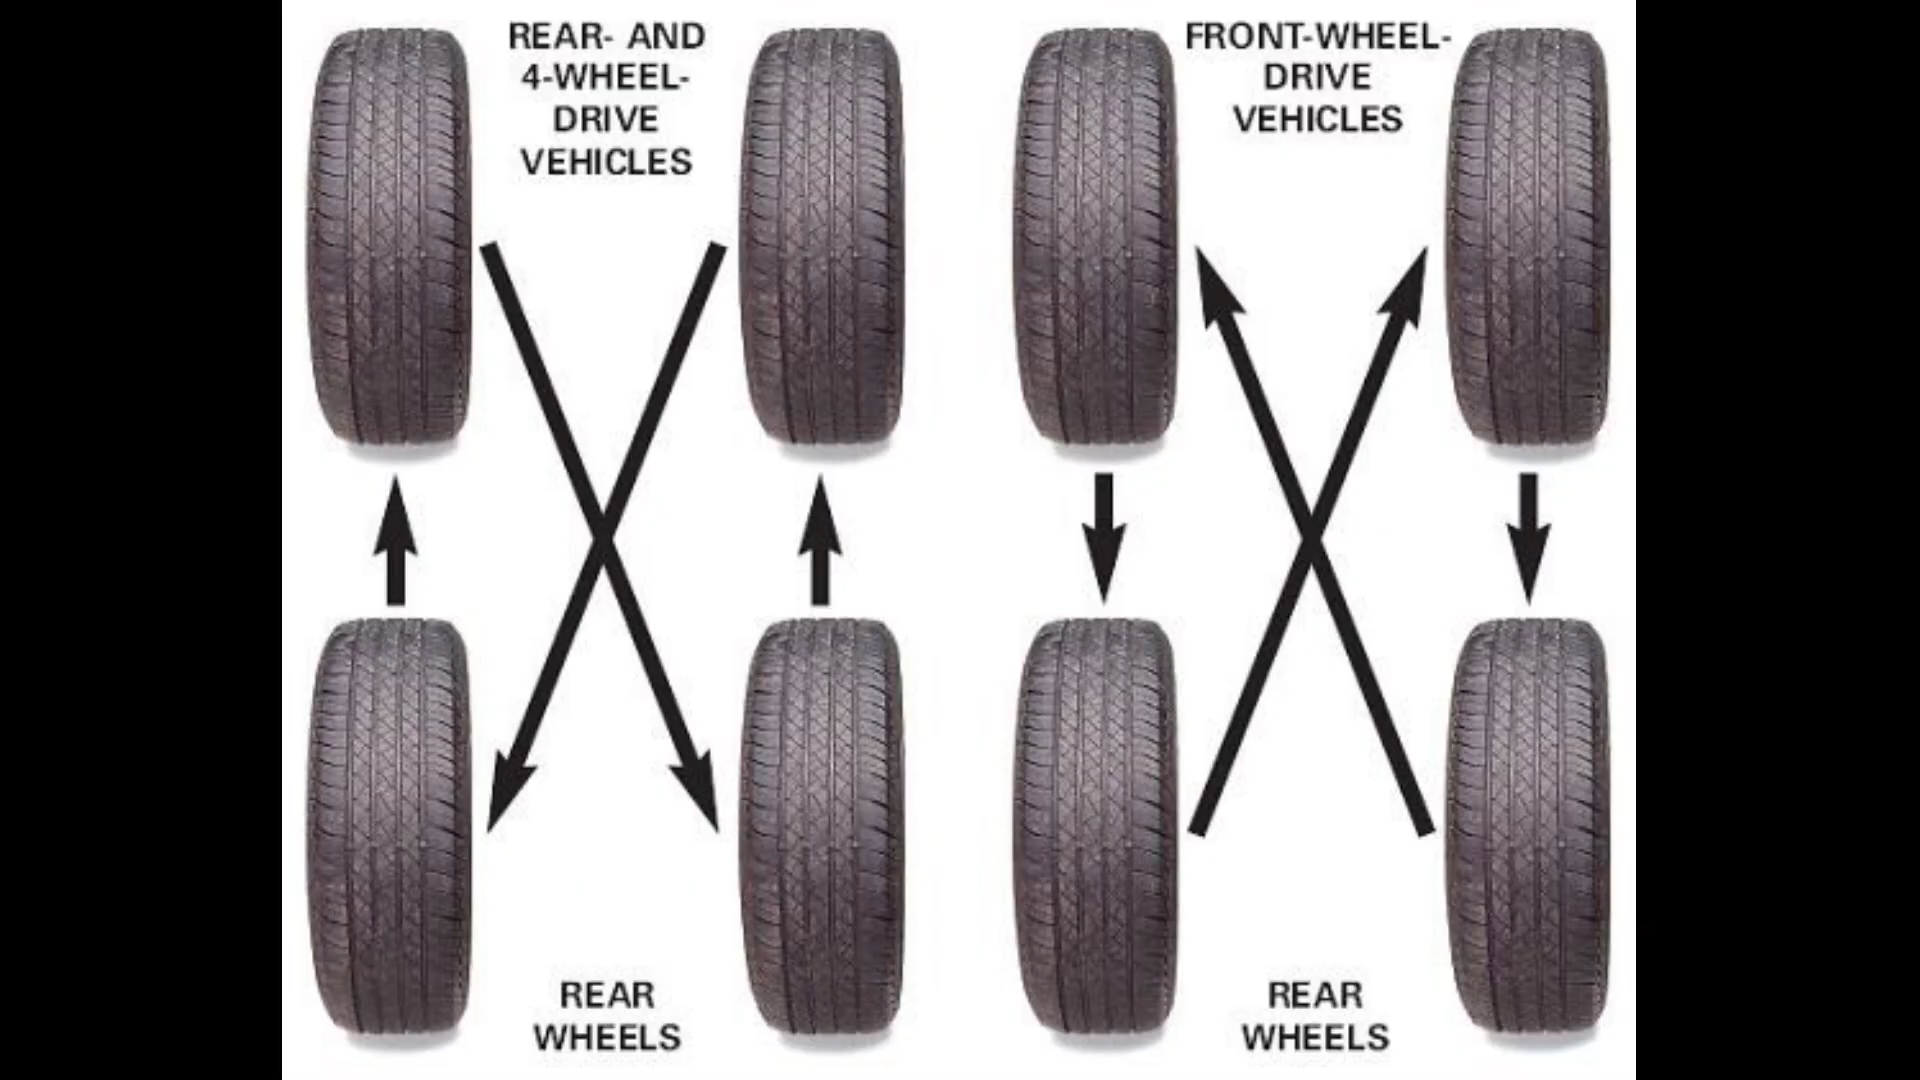 REAR- AND
4-WHEEL-
DRIVE
VEHICLES
REAR
WHEELS
FRONT-WHEEL-
DRIVE
VEHICLES
REAR
WHEELS